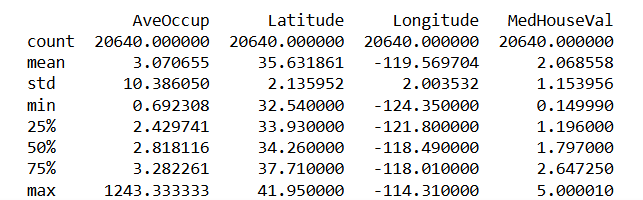 AveOccup Latitude Longitude MedHouseVal
count 20640.000000 20640.000000 20640.000000 20640.000000
mean 3.070655 35.631861 -119.569704 2.068558
std 10.386050 2.135952 2.003532 1.153956
min 0.692308 32.540000 -124.350000 0.149990
25% 2.429741 33.930000 -121.800000 1.196000
50% 2.818116 34.260000 -118.490000 1.797000
75% 3.282261 37.710000 -118.010000 2.647250
max 1243.333333 41.950000 -114.310000 5.000010